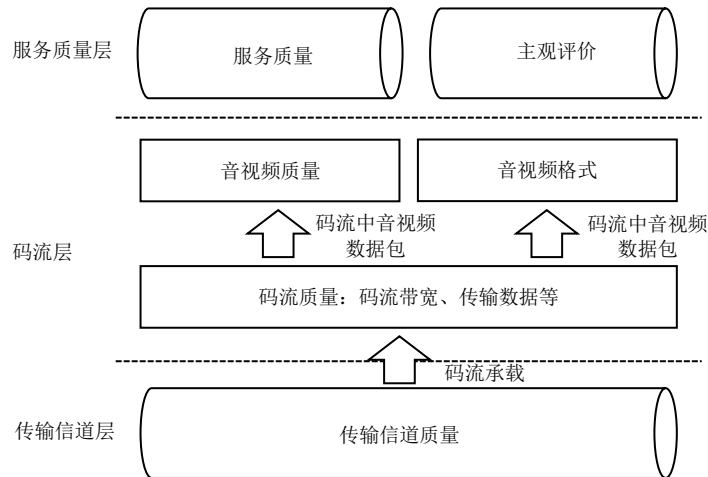 服务质量层
服务质量
主观评价
音视频质量
音视频格式
码流中音视频
数据包
码流中音视频
数据包
码流层
码流质量：码流带宽、传输数据等
码流承载
传输信道层
传输信道质量